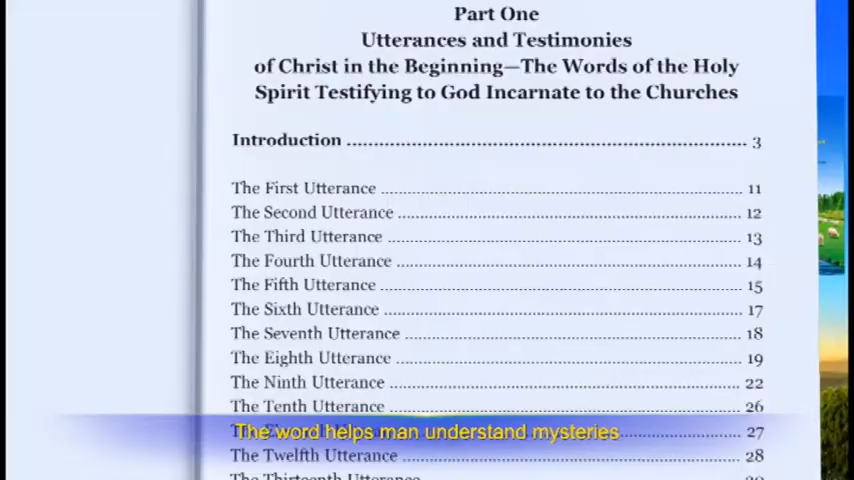 Part One
Utterances and Testimonies
of Christ in the Beginning—The Words of the Holy
Spirit Testifying to God Incarnate to the Churches
Introduction 3
The First Utterance 11
The Second Utterance 12
The Third Utterance 13
The Fourth Utterance 14
The Fifth Utterance 15
The Sixth Utterance 17
The Seventh Utterance 18
The Eighth Utterance 19
The Ninth Utterance 22
The Tenth Utterance 26
The word helps man understand mysteries
27
The Twelfth Utterance 28
The Thirteenth Utterance